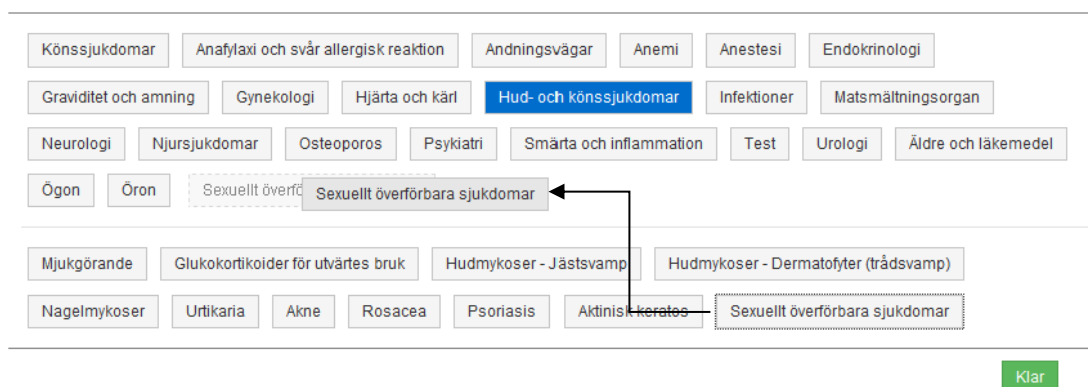 Könssjukdomar Anafylaxi och svår allergisk reaktion Andningsvägar Anemi Anestesi Endokrinologi
Graviditet och amning Gynekologi Hjärta och kärl Hud- och könssjukdomar Infektioner Matsmältningsorgan
Neurologi Njursjukdomar Osteoporos Psykiatri Smärta och inflammation Test Urologi Äldre och läkemedel
Ögon Öron Sexuellt överfö Sexuellt överförbara sjukdomar
Mjukgörande Glukokortikoider för utvärtes bruk Hudmykoser - Jästsvamp Hudmykoser - Dermatofyter (trådsvamp)
Nagelmykoser Urtikaria Akne Rosacea Psoriasis Aktinisk keratos Sexuellt överförbara sjukdomar
Klar